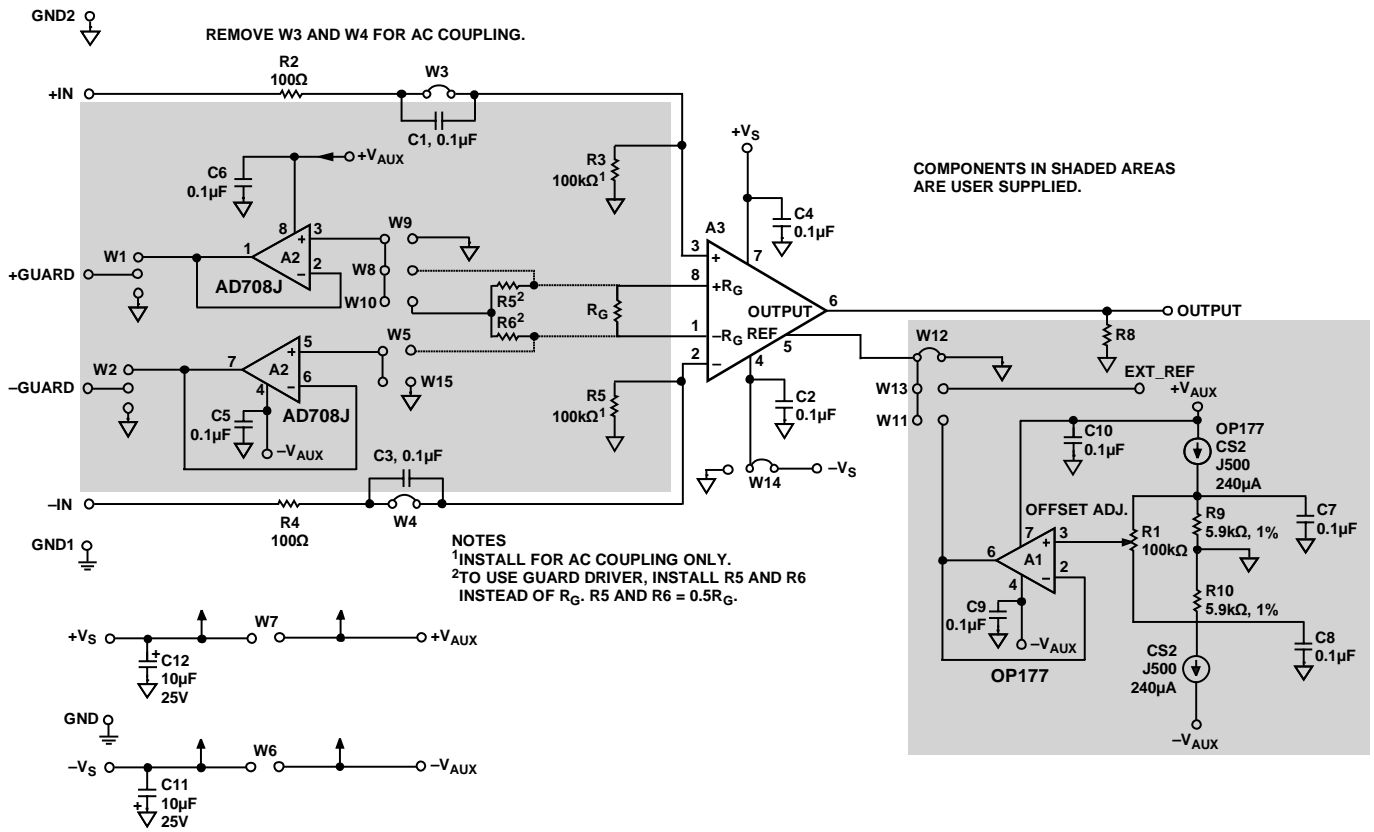 GND2
REMOVE W3 AND W4 FOR AC COUPLING.
R2
100Ω
W3
+IN
C1, 0.1µF
+VS
+VAUX
C6
0.1µF
R3
100kΩ1
COMPONENTS IN SHADED AREAS
ARE USER SUPPLIED.
C4
0.1µF
A3
7
W9
8
3
+
A2
1
2
−
W1
+GUARD
AD708J
W8
W10
R52
R62
RG
3
+
8
+RG
1
−RG
2
−
OUTPUT
REF
6
5
4
OUTPUT
R8
W12
W5
5
+
7
A2
6
−
4
W2
−GUARD
AD708J
W15
C5
0.1µF
−VAUX
R5
100kΩ1
C2
0.1µF
W13
EXT_REF
+VAUX
W11
C10
0.1µF
OP177
CS2
J500
240µA
C3, 0.1µF
W14
−VS
−IN
R4
100Ω
W4
OFFSET ADJ.
R9
5.9kΩ, 1%
C7
0.1µF
7
3
+
R1
100kΩ
6
A1
2
−
4
GND1
NOTES
1INSTALL FOR AC COUPLING ONLY.
2TO USE GUARD DRIVER, INSTALL R5 AND R6
INSTEAD OF RG. R5 AND R6 = 0.5RG.
R10
5.9kΩ, 1%
C9
0.1µF
−VAUX
C8
0.1µF
OP177
CS2
J500
240µA
−VAUX
+VS
W7
+VAUX
+
C12
10µF
25V
GND
−VS
W6
−VAUX
+
C11
10µF
25V